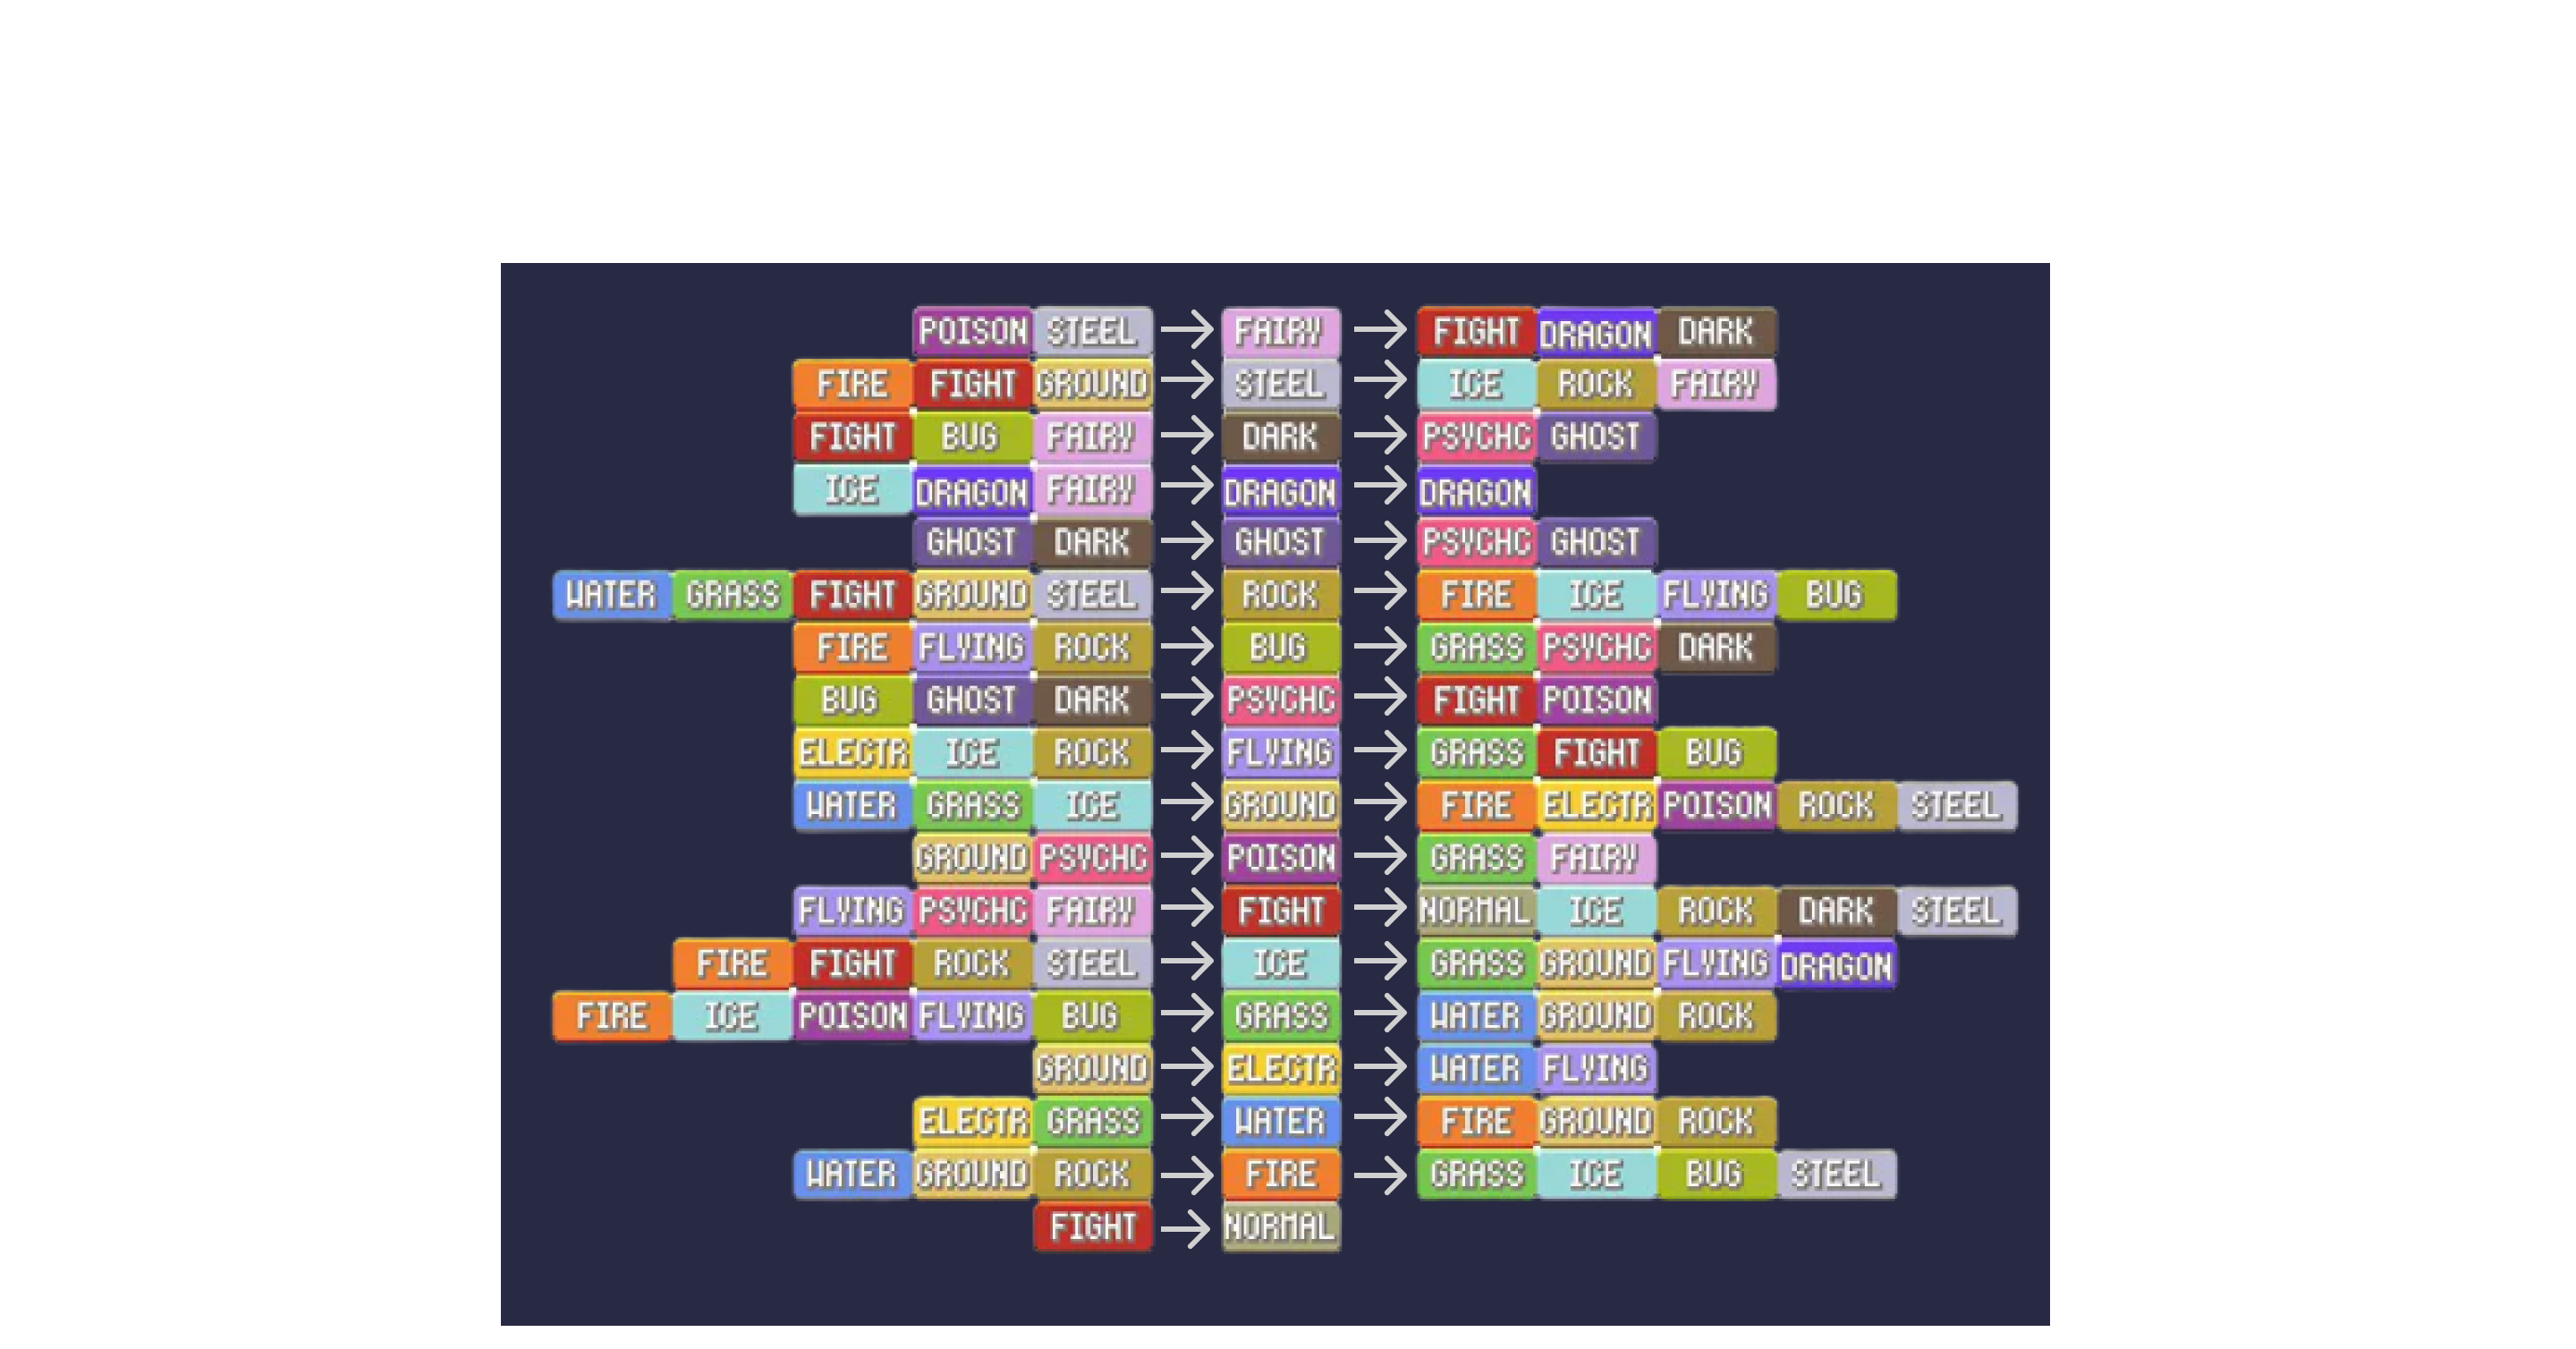 POISON STEEL → FAIRY → FIGHT DRAGON DARK
FIRE FIGHT GROUND → STEEL → ICE ROCK FAIRY
FIGHT BUG FAIRY → DARK → PSYCHC GHOST
ICE DRAGON FAIRY → DRAGON → DRAGON
GHOST DARK → GHOST → PSYCHC GHOST
WATER GRASS FIGHT GROUND STEEL → ROCK → FIRE ICE FLYING BUG
FIRE FLYING ROCK → BUG → GRASS PSYCHC DARK
BUG GHOST DARK → PSYCHC → FIGHT POISON
ELECTR ICE ROCK → FLYING → GRASS FIGHT BUG
WATER GRASS ICE → GROUND → FIRE ELECTR POISON ROCK STEEL
GROUND PSYCHC → POISON → GRASS FAIRY
FLYING PSYCHC FAIRY → FIGHT → NORMAL ICE ROCK DARK STEEL
FIRE FIGHT ROCK STEEL → ICE → GRASS GROUND FLYING DRAGON
FIRE ICE POISON FLYING BUG → GRASS → WATER GROUND ROCK
GROUND → ELECTR → WATER FLYING
ELECTR GRASS → WATER → FIRE GROUND ROCK
WATER GROUND ROCK → FIRE → GRASS ICE BUG STEEL
FIGHT → NORMAL